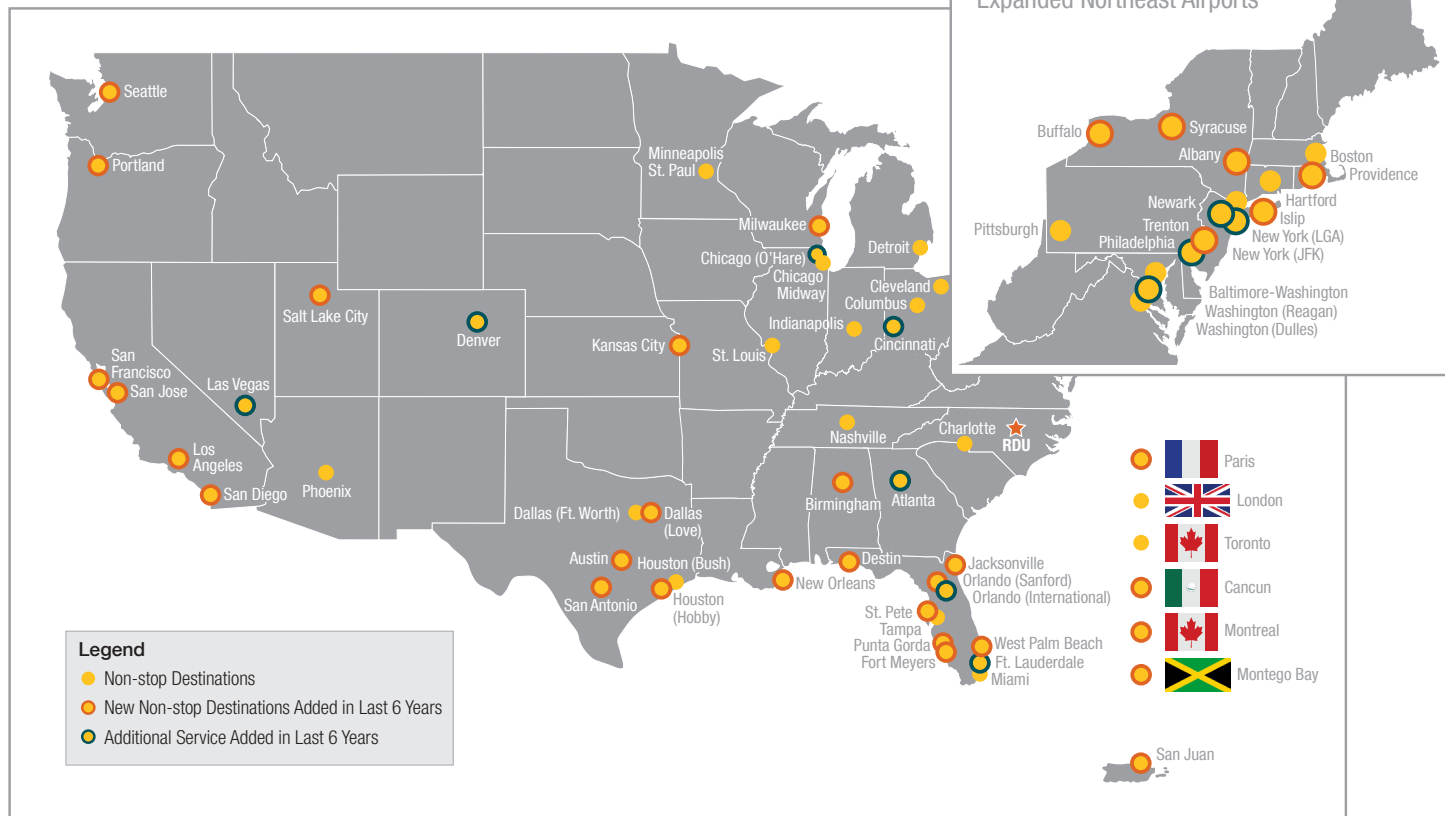 Expanded Northeast Airports
Seattle
Portland
Minneapolis
St. Paul
Milwaukee
Chicago (O'Hare)
Chicago
Midway
Detroit
Cleveland
Columbus
Indianapolis
Cincinnati
Salt Lake City
Denver
Kansas City
St. Louis
San
Francisco
San Jose
Las Vegas
Los
Angeles
San Diego
Phoenix
Nashville
Charlotte
RDU
Birmingham
Atlanta
Dallas (Ft. Worth)
Dallas
(Love)
Austin
Houston (Bush)
San Antonio
Houston
(Hobby)
New Orleans
Destin
Jacksonville
Orlando (Sanford)
Orlando (International)
St. Pete
Tampa
Punta Gorda
Fort Meyers
West Palm Beach
Ft. Lauderdale
Miami
Buffalo
Syracuse
Albany
Boston
Providence
Hartford
Islip
New York (LGA)
New York (JFK)
Newark
Trenton
Philadelphia
Pittsburgh
Baltimore-Washington
Washington (Reagan)
Washington (Dulles)
Paris
London
Toronto
Cancun
Montreal
Montego Bay
San Juan
Legend
Non-stop Destinations
New Non-stop Destinations Added in Last 6 Years
Additional Service Added in Last 6 Years